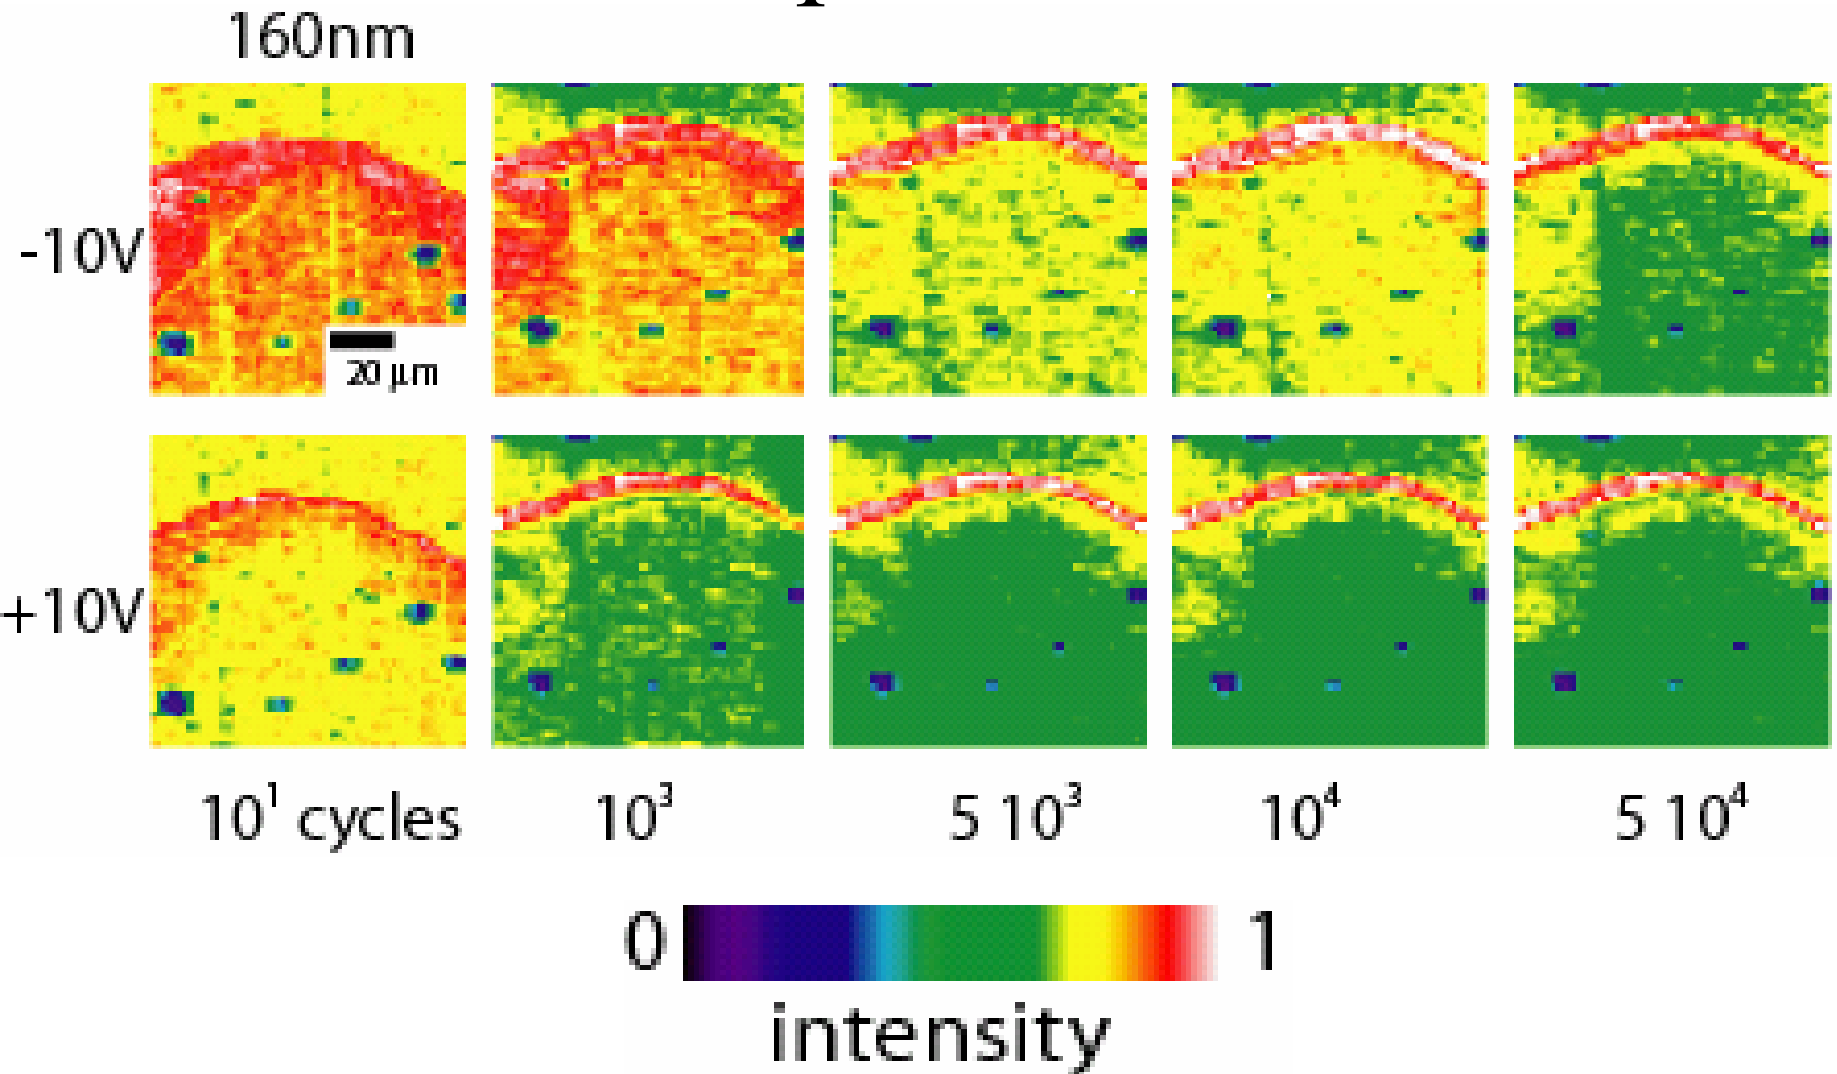 160nm
-10V
20 µm
+10V
10¹ cycles 10³ 5 10³ 10⁴ 5 10⁴
0 1
intensity